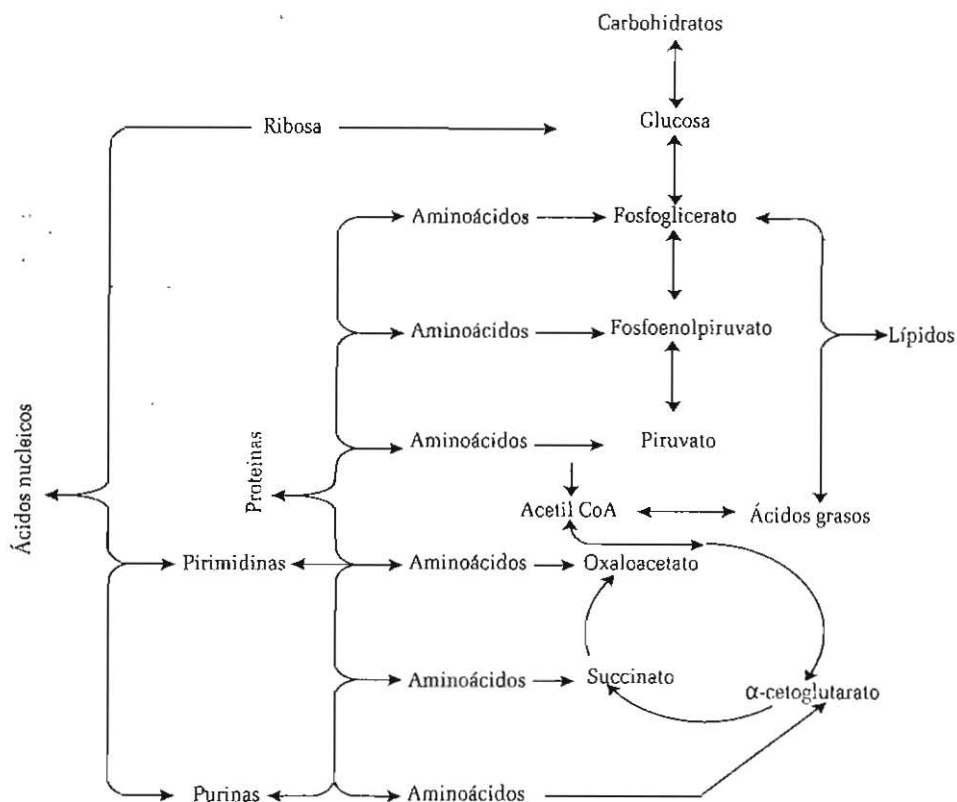 Carbohidratos
Ribosa
Glucosa
Aminoácidos
Fosfoglicerato
Aminoácidos
Fosfoenolpiruvato
Lípidos
Ácidos nucleicos
Proteinas
Aminoácidos
Piruvato
Acetil CoA
Ácidos grasos
Pirimidinas
Aminoácidos
Oxaloacetato
Aminoácidos
Succinato
α-cetoglutarato
Purinas
Aminoácidos